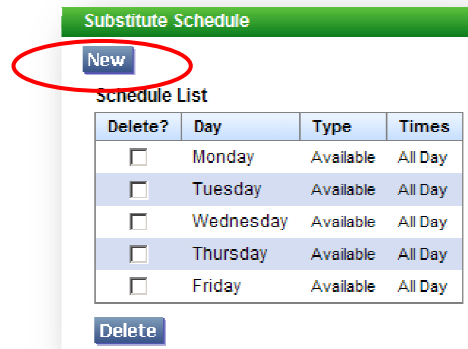 Substitute Schedule
New
Schedule List
Delete? Day Type Times
Monday Available All Day
Tuesday Available All Day
Wednesday Available All Day
Thursday Available All Day
Friday Available All Day
Delete